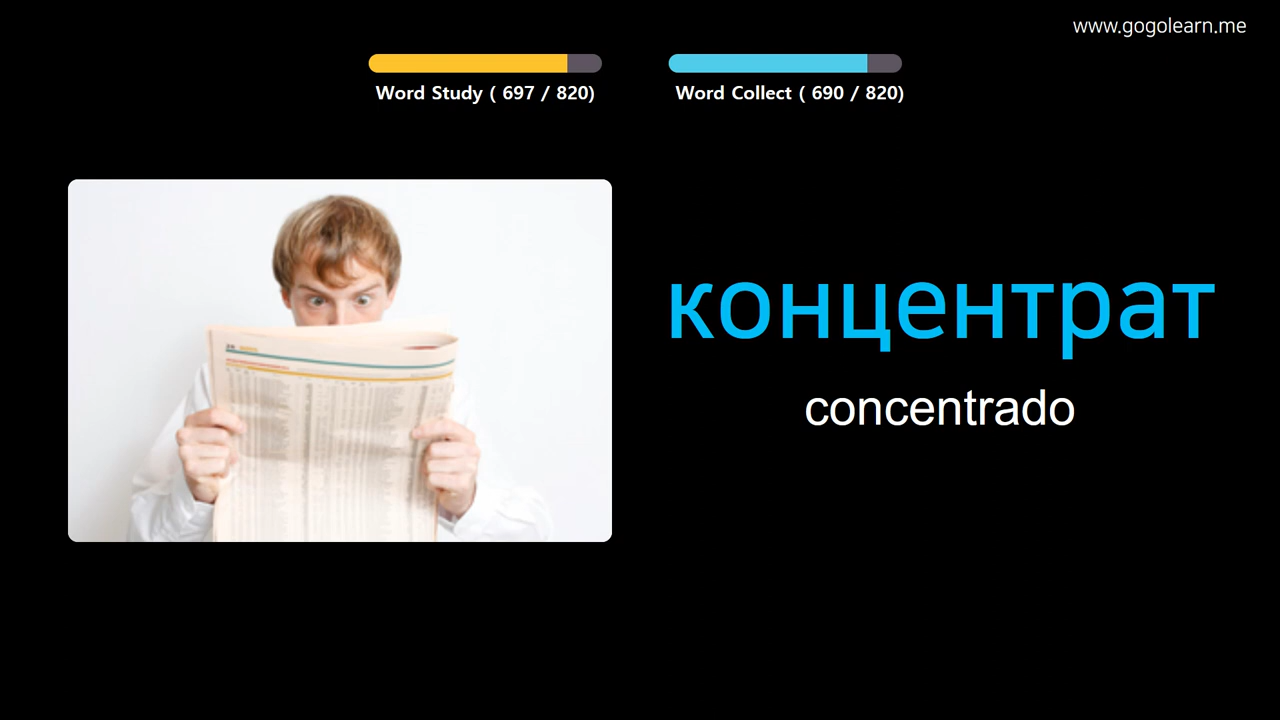 www.gogolearn.me
Word Study ( 697 / 820)
Word Collect ( 690 / 820)
концентрат
concentrado